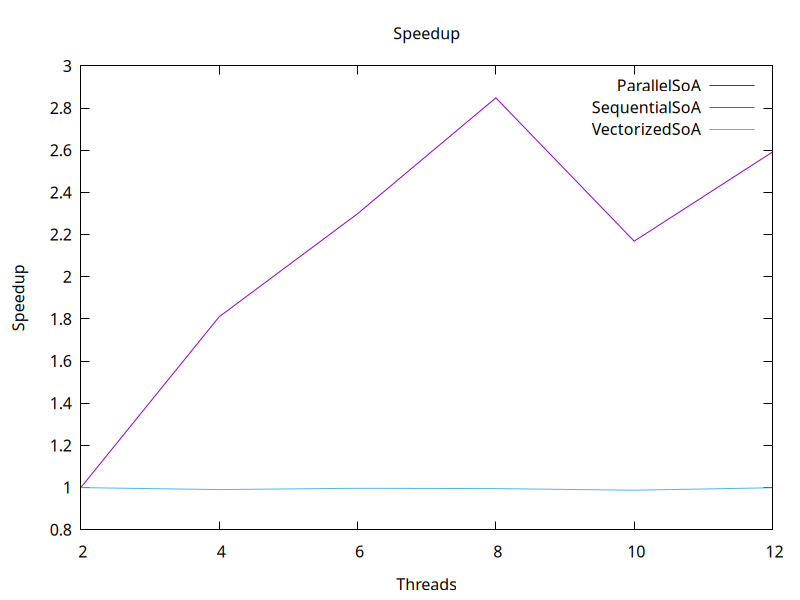 Speedup
3
2.8
2.6
2.4
2.2
2
1.8
1.6
1.4
1.2
1
0.8
Speedup
ParallelSoA
SequentialSoA
VectorizedSoA
2 4 6 8 10 12
Threads